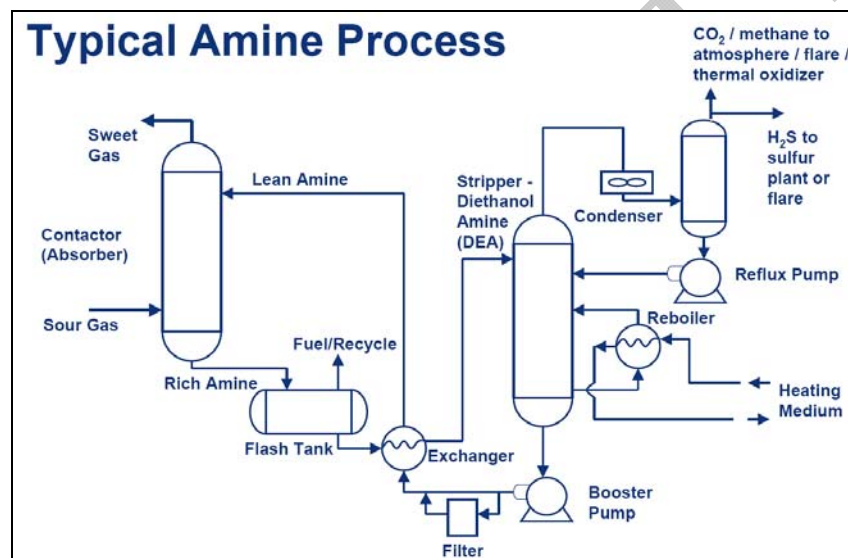 Typical Amine Process
CO2 / methane to
atmosphere / flare /
thermal oxidizer
Sweet
Gas
H2S to
sulfur
plant or
flare
Lean Amine
Stripper -
Diethanol
Amine
(DEA)
Condenser
Contactor
(Absorber)
Reflux Pump
Sour Gas
Reboiler
Fuel/Recycle
Rich Amine
Heating
Medium
Flash Tank
Exchanger
Booster
Pump
Filter